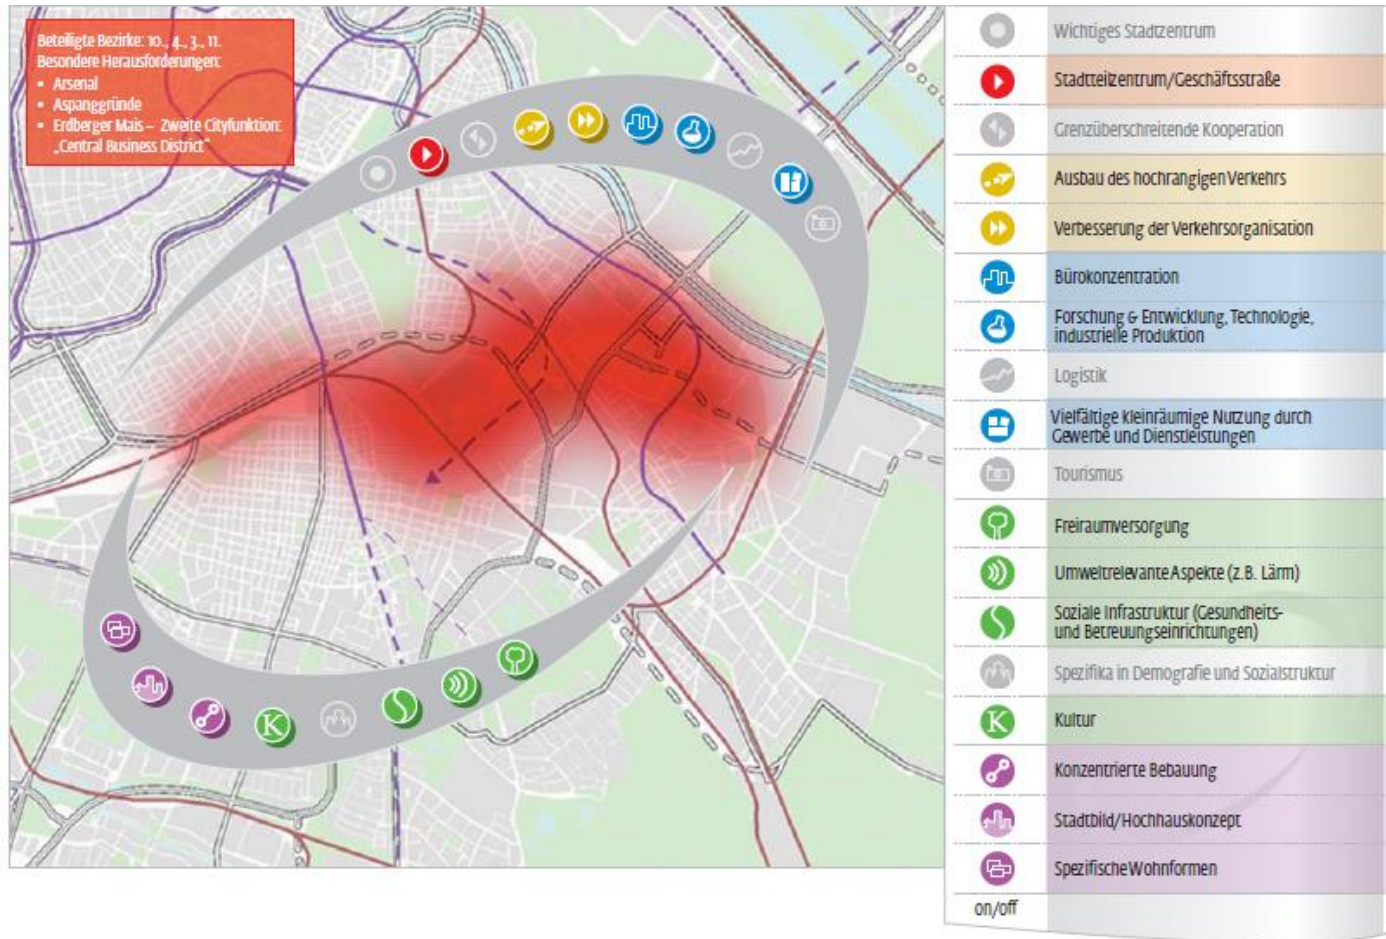 Beteiligte Bezirke: 10., 4., 3., 11.
Besondere Herausforderungen:
• Arsenal
• Aspanggründe
• Erdberger Mais – Zweite Cityfunktion:
„Central Business District“
Wichtiges Stadtzentrum
Stadtteilzentrum/Geschäftsstraße
Grenzüberschreitende Kooperation
Ausbau des hochrangigen Verkehrs
Verbesserung der Verkehrsorganisation
Bürokonzentration
Forschung & Entwicklung, Technologie,
industrielle Produktion
Logistik
Vielfältige kleinräumige Nutzung durch
Gewerbe und Dienstleistungen
Tourismus
Freiraumversorgung
Umweltrelevante Aspekte (z.B. Lärm)
Soziale Infrastruktur (Gesundheits-
und Betreuungseinrichtungen)
Spezifika in Demografie und Sozialstruktur
K
Kultur
K
Konzentrierte Bebauung
Stadtbild/Hochhauskonzept
Spezifische Wohnformen
on/off